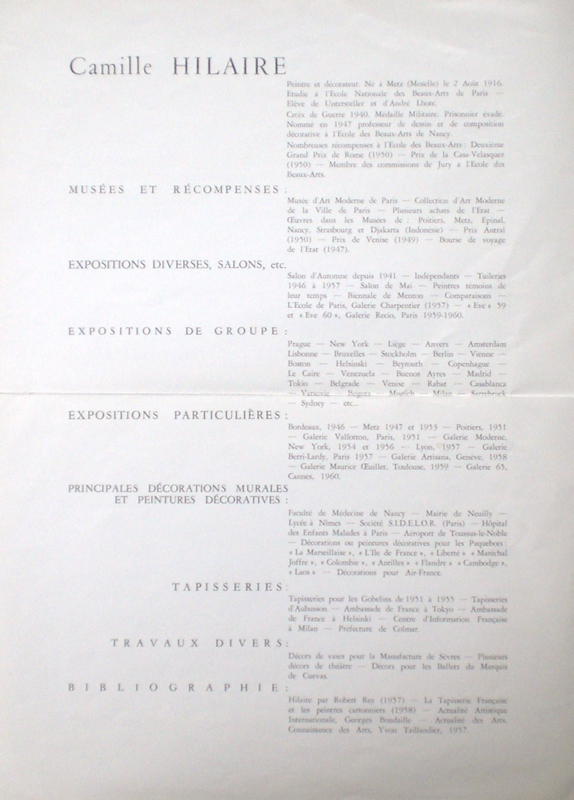 Camille HILAIRE
Peintre et décorateur. Né à Metz (Moselle) le 2 Août 1916.
Etudie à l'Ecole Nationale des Beaux-Arts de Paris —
Elève de Untersteller et d'André Lhote.
Croix de Guerre 1940. Médaille Militaire. Prisonnier évadé.
Nommé en 1947 professeur de dessin et de composition
décorative à l'Ecole des Beaux-Arts de Nancy.
Nombreuses récompenses à l'Ecole des Beaux-Arts : Deuxième
Grand Prix de Rome (1950) — Prix de la Casa-Velasquez
(1950) — Membre des commissions de Jury à l'Ecole des
Beaux-Arts.
MUSÉES ET RÉCOMPENSES :
Musée d'Art Moderne de Paris — Collection d'Art Moderne
de la Ville de Paris — Plusieurs achats de l'Etat —
Œuvres dans les Musées de : Poitiers, Metz, Epinal,
Nancy, Strasbourg et Djakarta (Indonésie) — Prix Antral
(1950) — Prix de Venise (1949) — Bourse de voyage
de l'Etat (1947).
EXPOSITIONS DIVERSES, SALONS, etc.
Salon d'Automne depuis 1941 — Indépendants — Tuileries
1946 à 1957 — Salon de Mai — Peintres témoins de
leur temps — Biennale de Menton — Comparaisons —
L'Ecole de Paris, Galerie Charpentier (1957) — « Eve » 59
et « Eve 60 », Galerie Recio, Paris 1959-1960.
EXPOSITIONS DE GROUPE :
Prague — New York — Liège — Anvers — Amsterdam
Lisbonne — Bruxelles — Stockholm — Berlin — Vienne —
Boston — Helsinki — Beyrouth — Copenhague —
Le Caire — Venezuela — Buenos Ayres — Madrid —
Tokio — Belgrade — Venise — Rabat — Casablanca
— Varsovie — Bogota — Munich — Milan — Sarrebruck
— Sydney — etc...
EXPOSITIONS PARTICULIÈRES :
Bordeaux, 1946 — Metz 1947 et 1953 — Poitiers, 1951
— Galerie Valloton, Paris, 1951 — Galerie Moderne,
New York, 1954 et 1956 — Lyon, 1957 — Galerie
Berri-Lardy, Paris 1957 — Galerie Artisana, Genève, 1958
— Galerie Maurice Œuillet, Toulouse, 1959 — Galerie 65,
Cannes, 1960.
PRINCIPALES DÉCORATIONS MURALES
ET PEINTURES DÉCORATIVES :
Faculté de Médecine de Nancy — Mairie de Neuilly —
Lycée à Nîmes — Société S.I.D.E.L.O.R. (Paris) — Hôpital
des Enfants Malades à Paris — Aéroport de Toussus-le-Noble
— Décorations ou peintures décoratives pour les Paquebots :
« La Marseillaise », « L'Ile de France », « Liberté » « Maréchal
Joffre », « Colombie », « Antilles » « Flandre » « Cambodge »,
« Laos » — Décorations pour Air-France.
TAPISSERIES :
Tapisseries pour les Gobelins de 1951 à 1955 — Tapisseries
d'Aubusson — Ambassade de France à Tokyo — Ambassade
de France à Helsinki — Centre d'Information Française
à Milan — Préfecture de Colmar.
TRAVAUX DIVERS :
Décors de vases pour la Manufacture de Sèvres — Plusieurs
décors de théâtre — Décors pour les Ballets du Marquis
de Cuevas.
BIBLIOGRAPHIE :
Hilaire par Robert Rey (1957) — La Tapisserie Française
et les peintres cartonniers (1958) — Actualité Artistique
Internationale, Georges Boudaille — Actualité des Arts,
Connaissance des Arts, Yvon Taillandier, 1957.